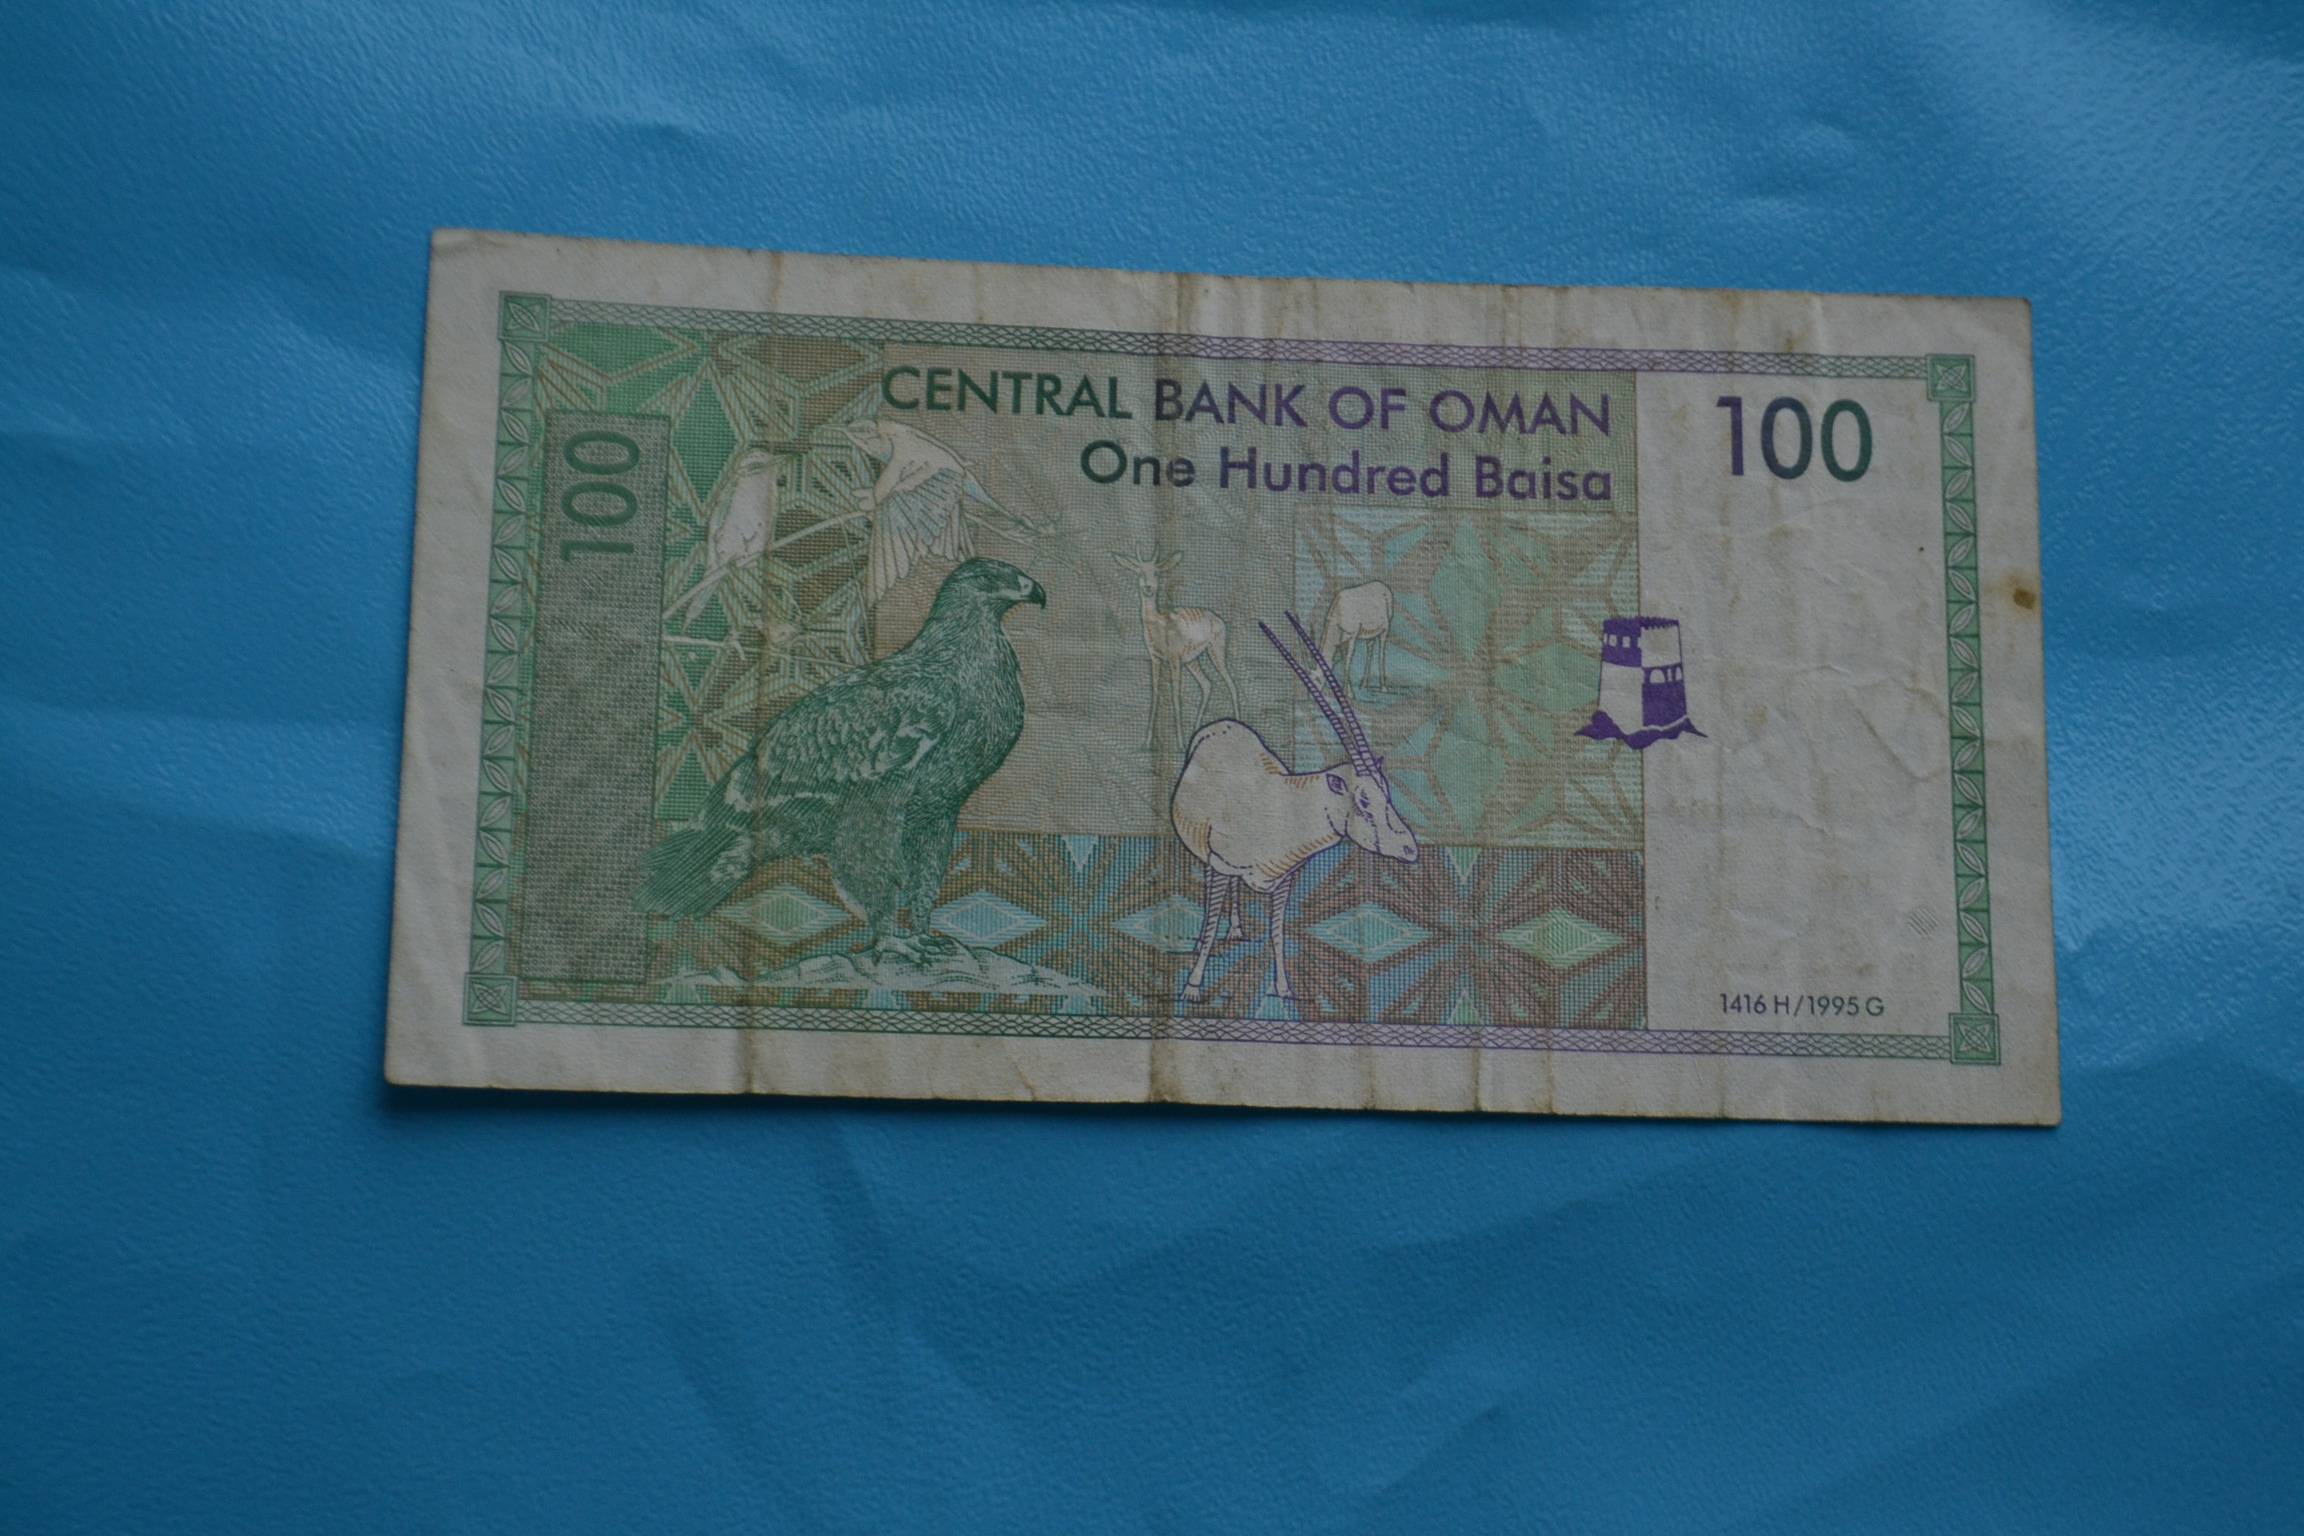 CENTRAL BANK OF OMAN
One Hundred Baisa
100
100
1416 H/1995 G